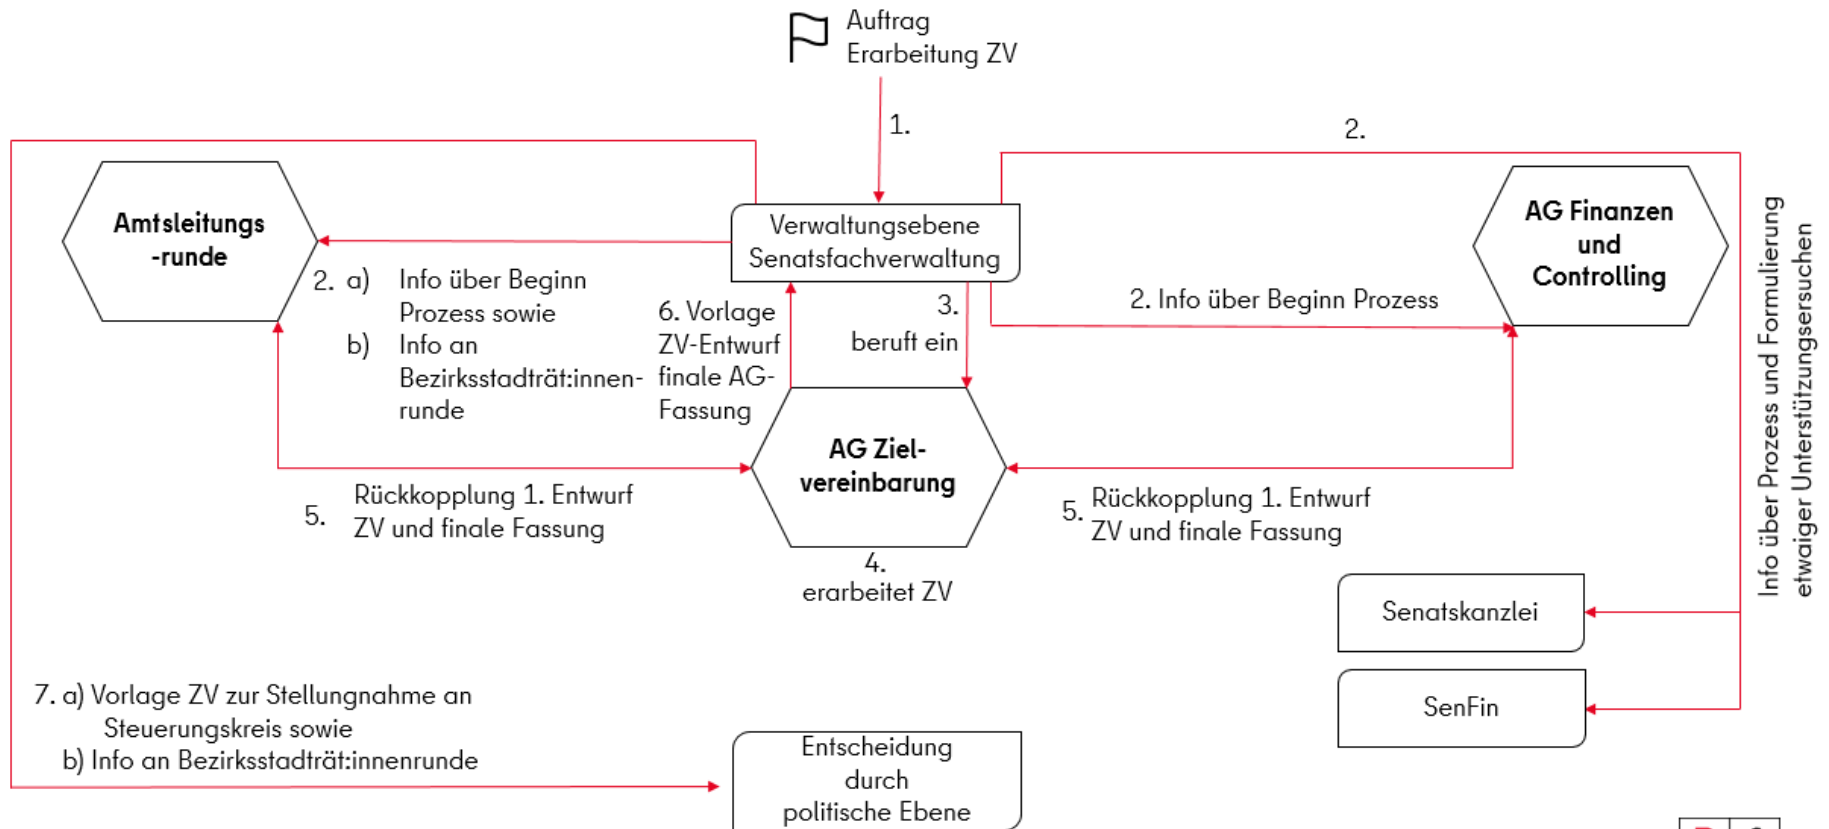 Auftrag
Erarbeitung ZV
1.
2.
Amtsleitungs
-runde
Verwaltungsebene
Senatsfachverwaltung
AG Finanzen
und
Controlling
2. a) Info über Beginn
Prozess sowie
b) Info an
Bezirksstadträt:innen-
runde
6. Vorlage
ZV-Entwurf
finale AG-
Fassung
3.
beruft ein
2. Info über Beginn Prozess
Info über Prozess und Formulierung
etwaiger Unterstützungsersuchen
AG Ziel-
vereinbarung
5. Rückkopplung 1. Entwurf
ZV und finale Fassung
5. Rückkopplung 1. Entwurf
ZV und finale Fassung
4.
erarbeitet ZV
Senatskanzlei
SenFin
7. a) Vorlage ZV zur Stellungnahme an
Steuerungskreis sowie
b) Info an Bezirksstadträt:innenrunde
Entscheidung
durch
politische Ebene